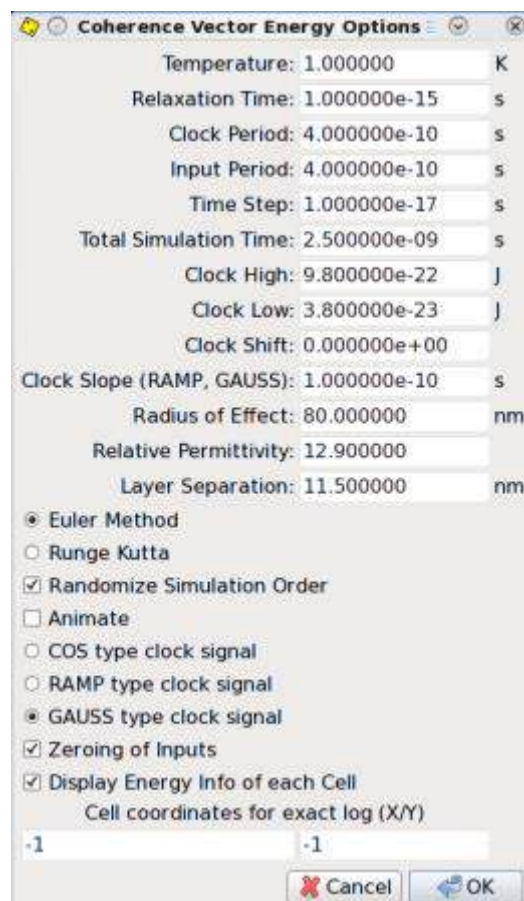 Coherence Vector Energy Options
Temperature: 1.000000 K
Relaxation Time: 1.000000e-15 s
Clock Period: 4.000000e-10 s
Input Period: 4.000000e-10 s
Time Step: 1.000000e-17 s
Total Simulation Time: 2.500000e-09 s
Clock High: 9.800000e-22 J
Clock Low: 3.800000e-23 J
Clock Shift: 0.000000e+00
Clock Slope (RAMP, GAUSS): 1.000000e-10 s
Radius of Effect: 80.000000 nm
Relative Permittivity: 12.900000
Layer Separation: 11.500000 nm
Euler Method
Runge Kutta
Randomize Simulation Order
Animate
COS type clock signal
RAMP type clock signal
GAUSS type clock signal
Zeroing of Inputs
Display Energy Info of each Cell
Cell coordinates for exact log (X/Y)
-1 -1
Cancel OK